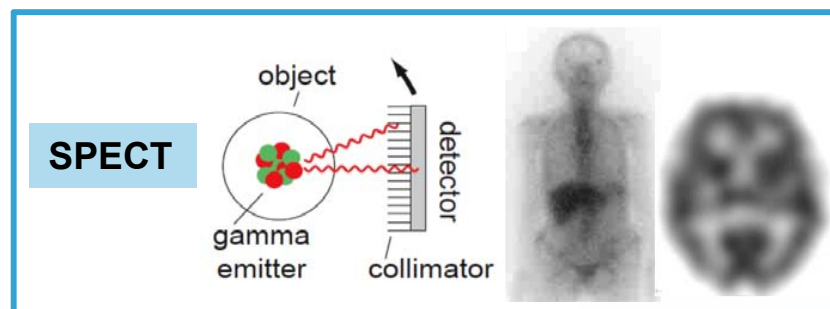 SPECT
object
gamma
emitter
collimator
detector